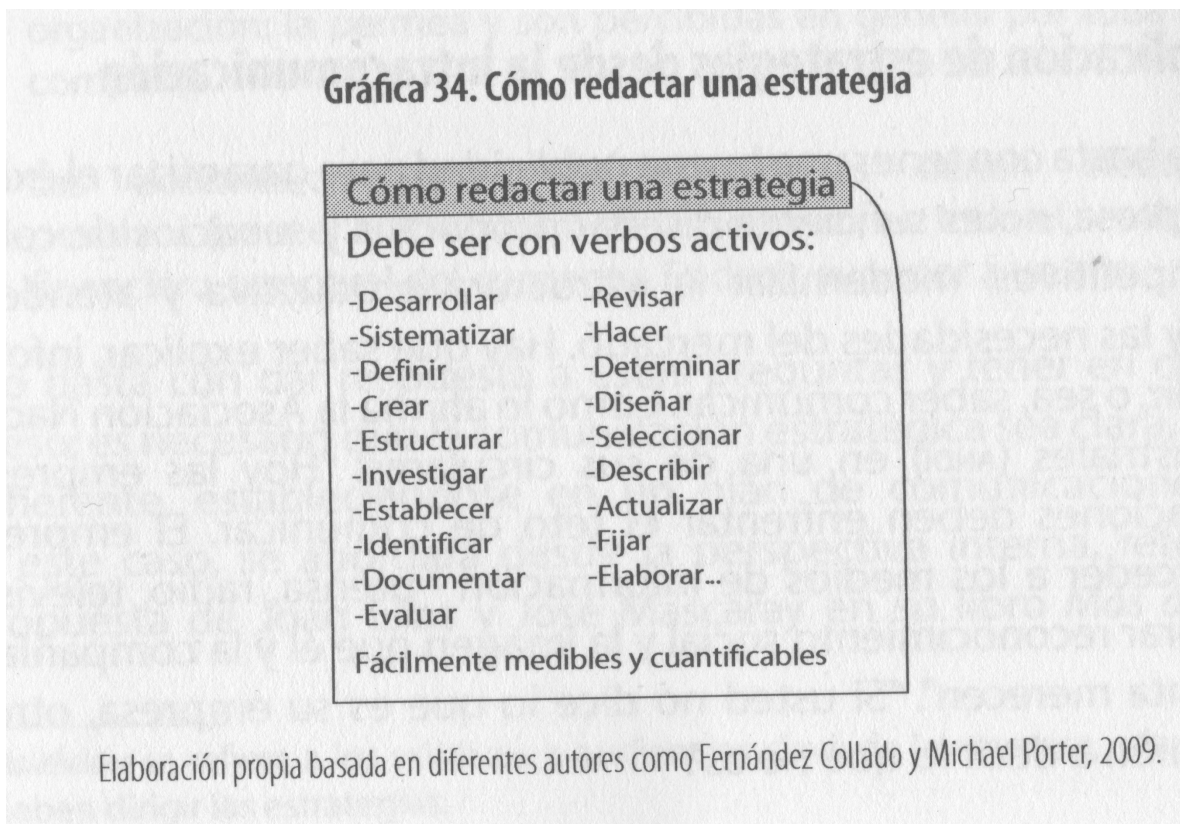 Gráfica 34. Cómo redactar una estrategia
Cómo redactar una estrategia
Debe ser con verbos activos:
-Desarrollar
-Sistematizar
-Definir
-Crear
-Estructurar
-Investigar
-Establecer
-Identificar
-Documentar
-Evaluar
-Revisar
-Hacer
-Determinar
-Diseñar
-Seleccionar
-Describir
-Actualizar
-Fijar
-Elaborar...
Fácilmente medibles y cuantificables
Elaboración propia basada en diferentes autores como Fernández Collado y Michael Porter, 2009.